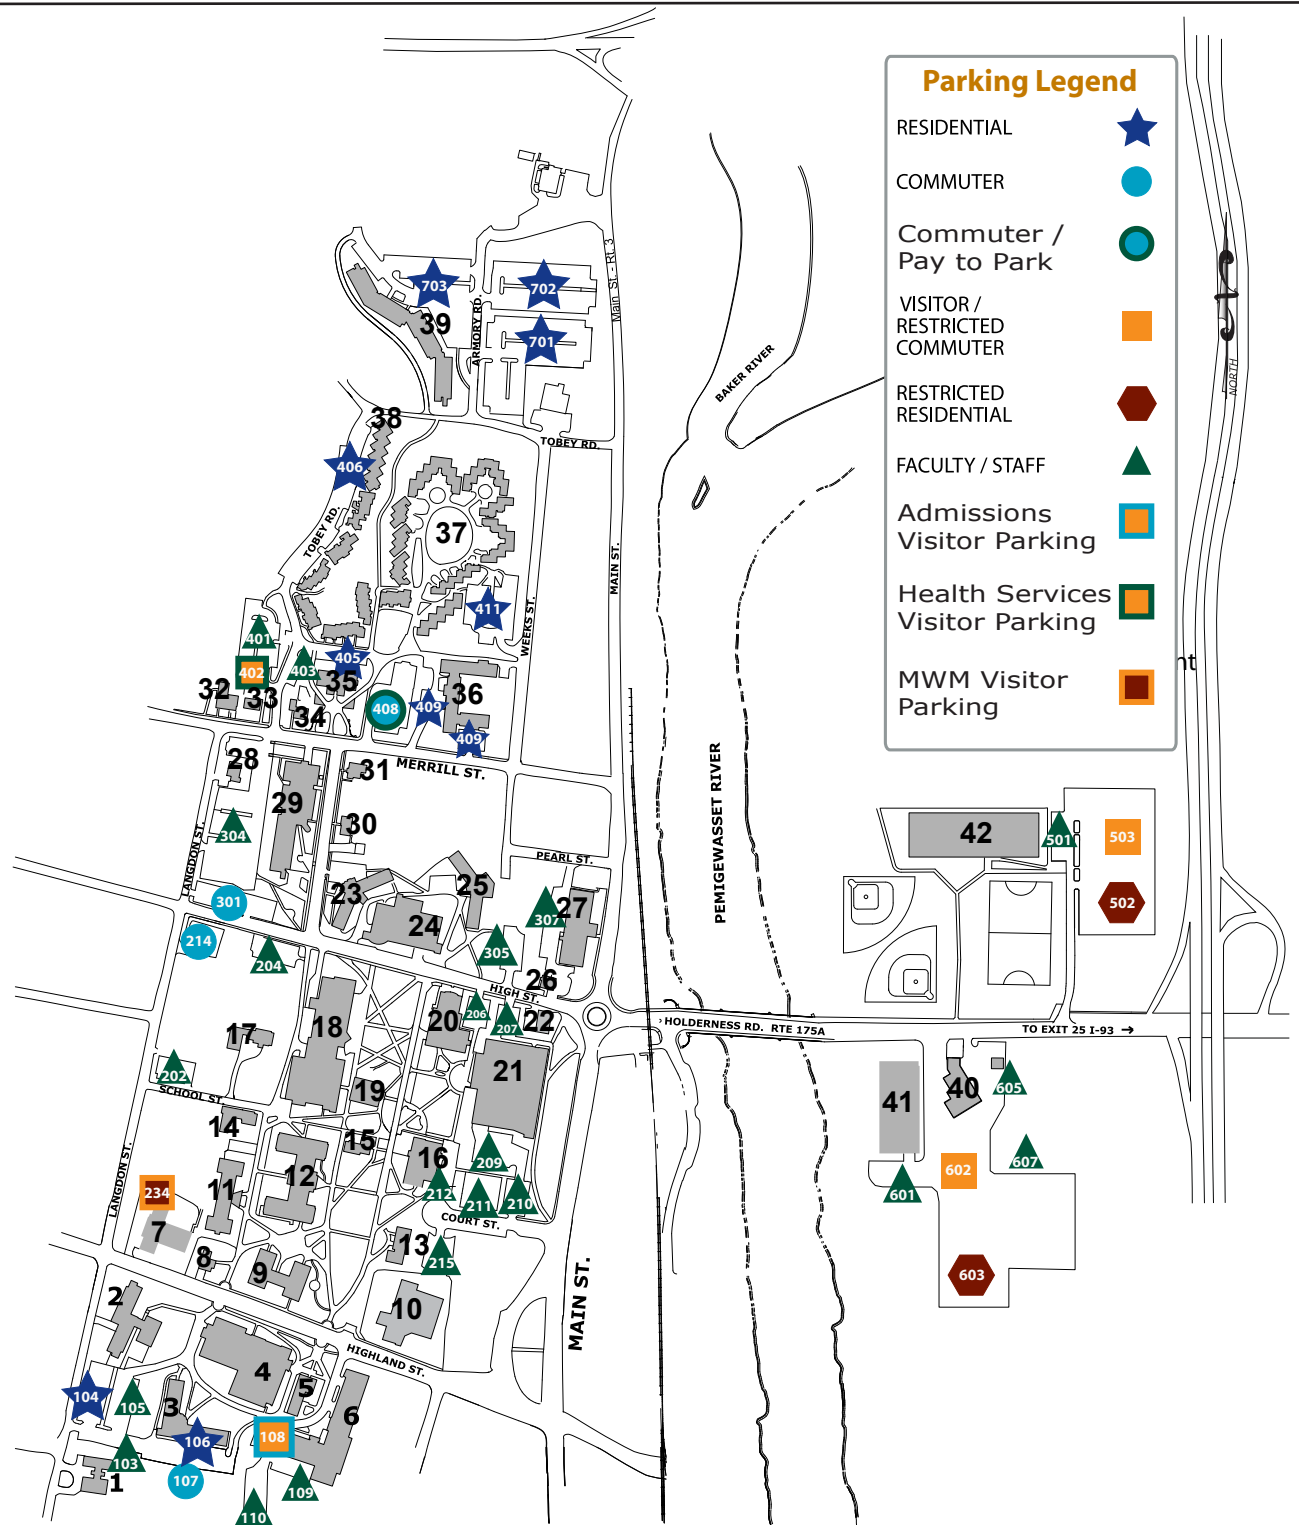 Parking Legend
RESIDENTIAL
COMMUTER
Commuter /
Pay to Park
VISITOR /
RESTRICTED
COMMUTER
RESTRICTED
RESIDENTIAL
FACULTY / STAFF
Admissions
Visitor Parking
Health Services
Visitor Parking
MWM Visitor
Parking
nt
NORTH
Main St. - Rt. 3
703
702
39
ARMORY RD.
701
BAKER RIVER
38
TOBEY RD.
406
37
TOBEY RD.
MAIN ST.
411
WEEKS ST.
401
405
403
402
35
32
33
36
34
408
409
409
MERRILL ST.
28
31
29
30
304
LANGDON ST.
PEMIGEWASSET RIVER
42
501
503
PEARL ST.
25
23
301
27
307
502
24
214
305
204
26
HIGH ST.
206
207
22
20
18
17
HOLDERNESS RD. RTE 175A
TO EXIT 25 I-93
21
202
SCHOOL ST.
19
41
40
605
14
15
16
209
607
602
12
11
212
211
210
601
234
LANGDON ST.
COURT ST.
7
13
215
8
9
603
10
2
MAIN ST.
HIGHLAND ST.
4
5
104
105
3
6
106
108
103
1
107
109
110